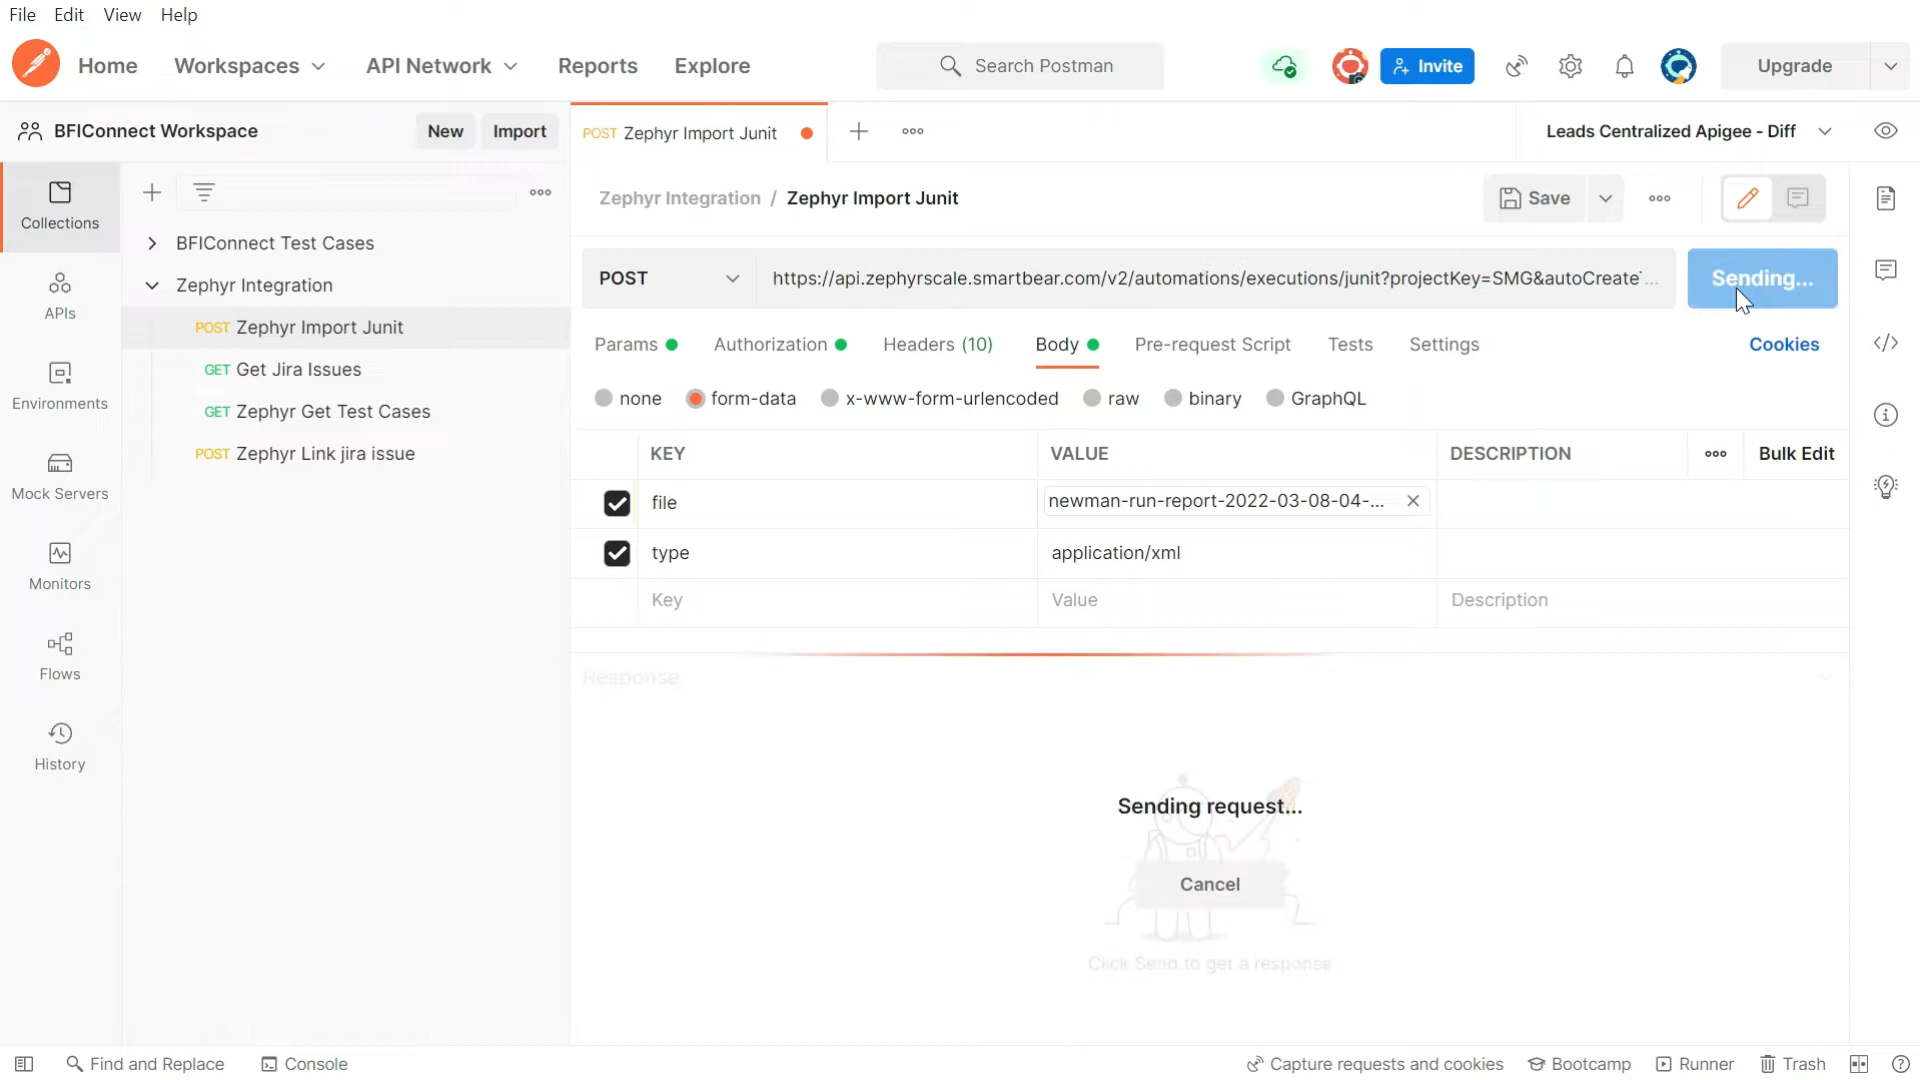 File Edit View Help
Home Workspaces API Network Reports Explore Search Postman Invite Upgrade
BFIConnect Workspace New Import POST Zephyr Import Junit Leads Centralized Apigee - Diff
Zephyr Integration / Zephyr Import Junit Save
Collections
BFIConnect Test Cases
Zephyr Integration
POST Zephyr Import Junit
GET Get Jira Issues
GET Zephyr Get Test Cases
POST Zephyr Link jira issue
APIs
Environments
Mock Servers
Monitors
Flows
History
POST https://api.zephyrscale.smartbear.com/v2/automations/executions/junit?projectKey=SMG&autoCreate ... Sending...
Params Authorization Headers (10) Body Pre-request Script Tests Settings Cookies
none form-data x-www-form-urlencoded raw binary GraphQL
KEY VALUE DESCRIPTION Bulk Edit
file newman-run-report-2022-03-08-04-...
type application/xml
Key Value Description
Response
Sending request...
Cancel
Click Send to get a response
Find and Replace Console Capture requests and cookies Bootcamp Runner Trash